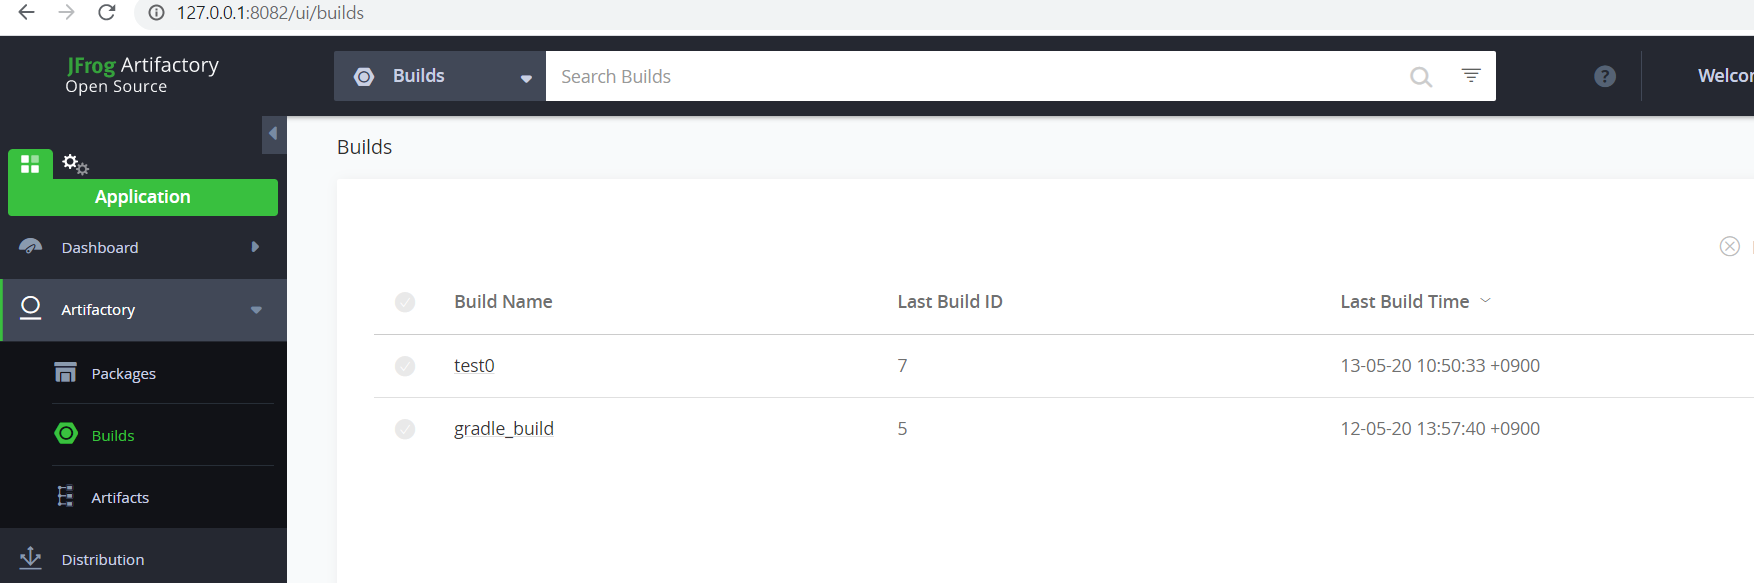 127.0.0.1:8082/ui/builds
JFrog Artifactory
Open Source
Builds
Search Builds
?
Builds
Application
Dashboard
Artifactory
Packages
Builds
Artifacts
Distribution
Build Name Last Build ID Last Build Time
test0 7 13-05-20 10:50:33 +0900
gradle_build 5 12-05-20 13:57:40 +0900